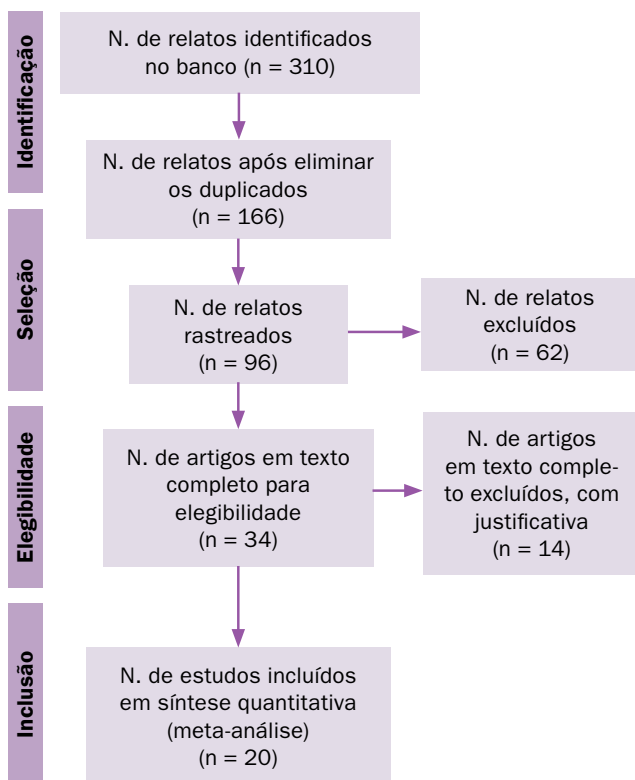 Identificação
N. de relatos identificados
no banco (n = 310)
N. de relatos após eliminar
os duplicados
(n = 166)
Seleção
N. de relatos
rastreados
(n = 96)
N. de relatos
excluídos
(n = 62)
Elegibilidade
N. de artigos em texto
completo para
elegibilidade
(n = 34)
N. de artigos
em texto comple-
to excluídos, com
justificativa
(n = 14)
Inclusão
N. de estudos incluídos
em síntese quantitativa
(meta-análise)
(n = 20)